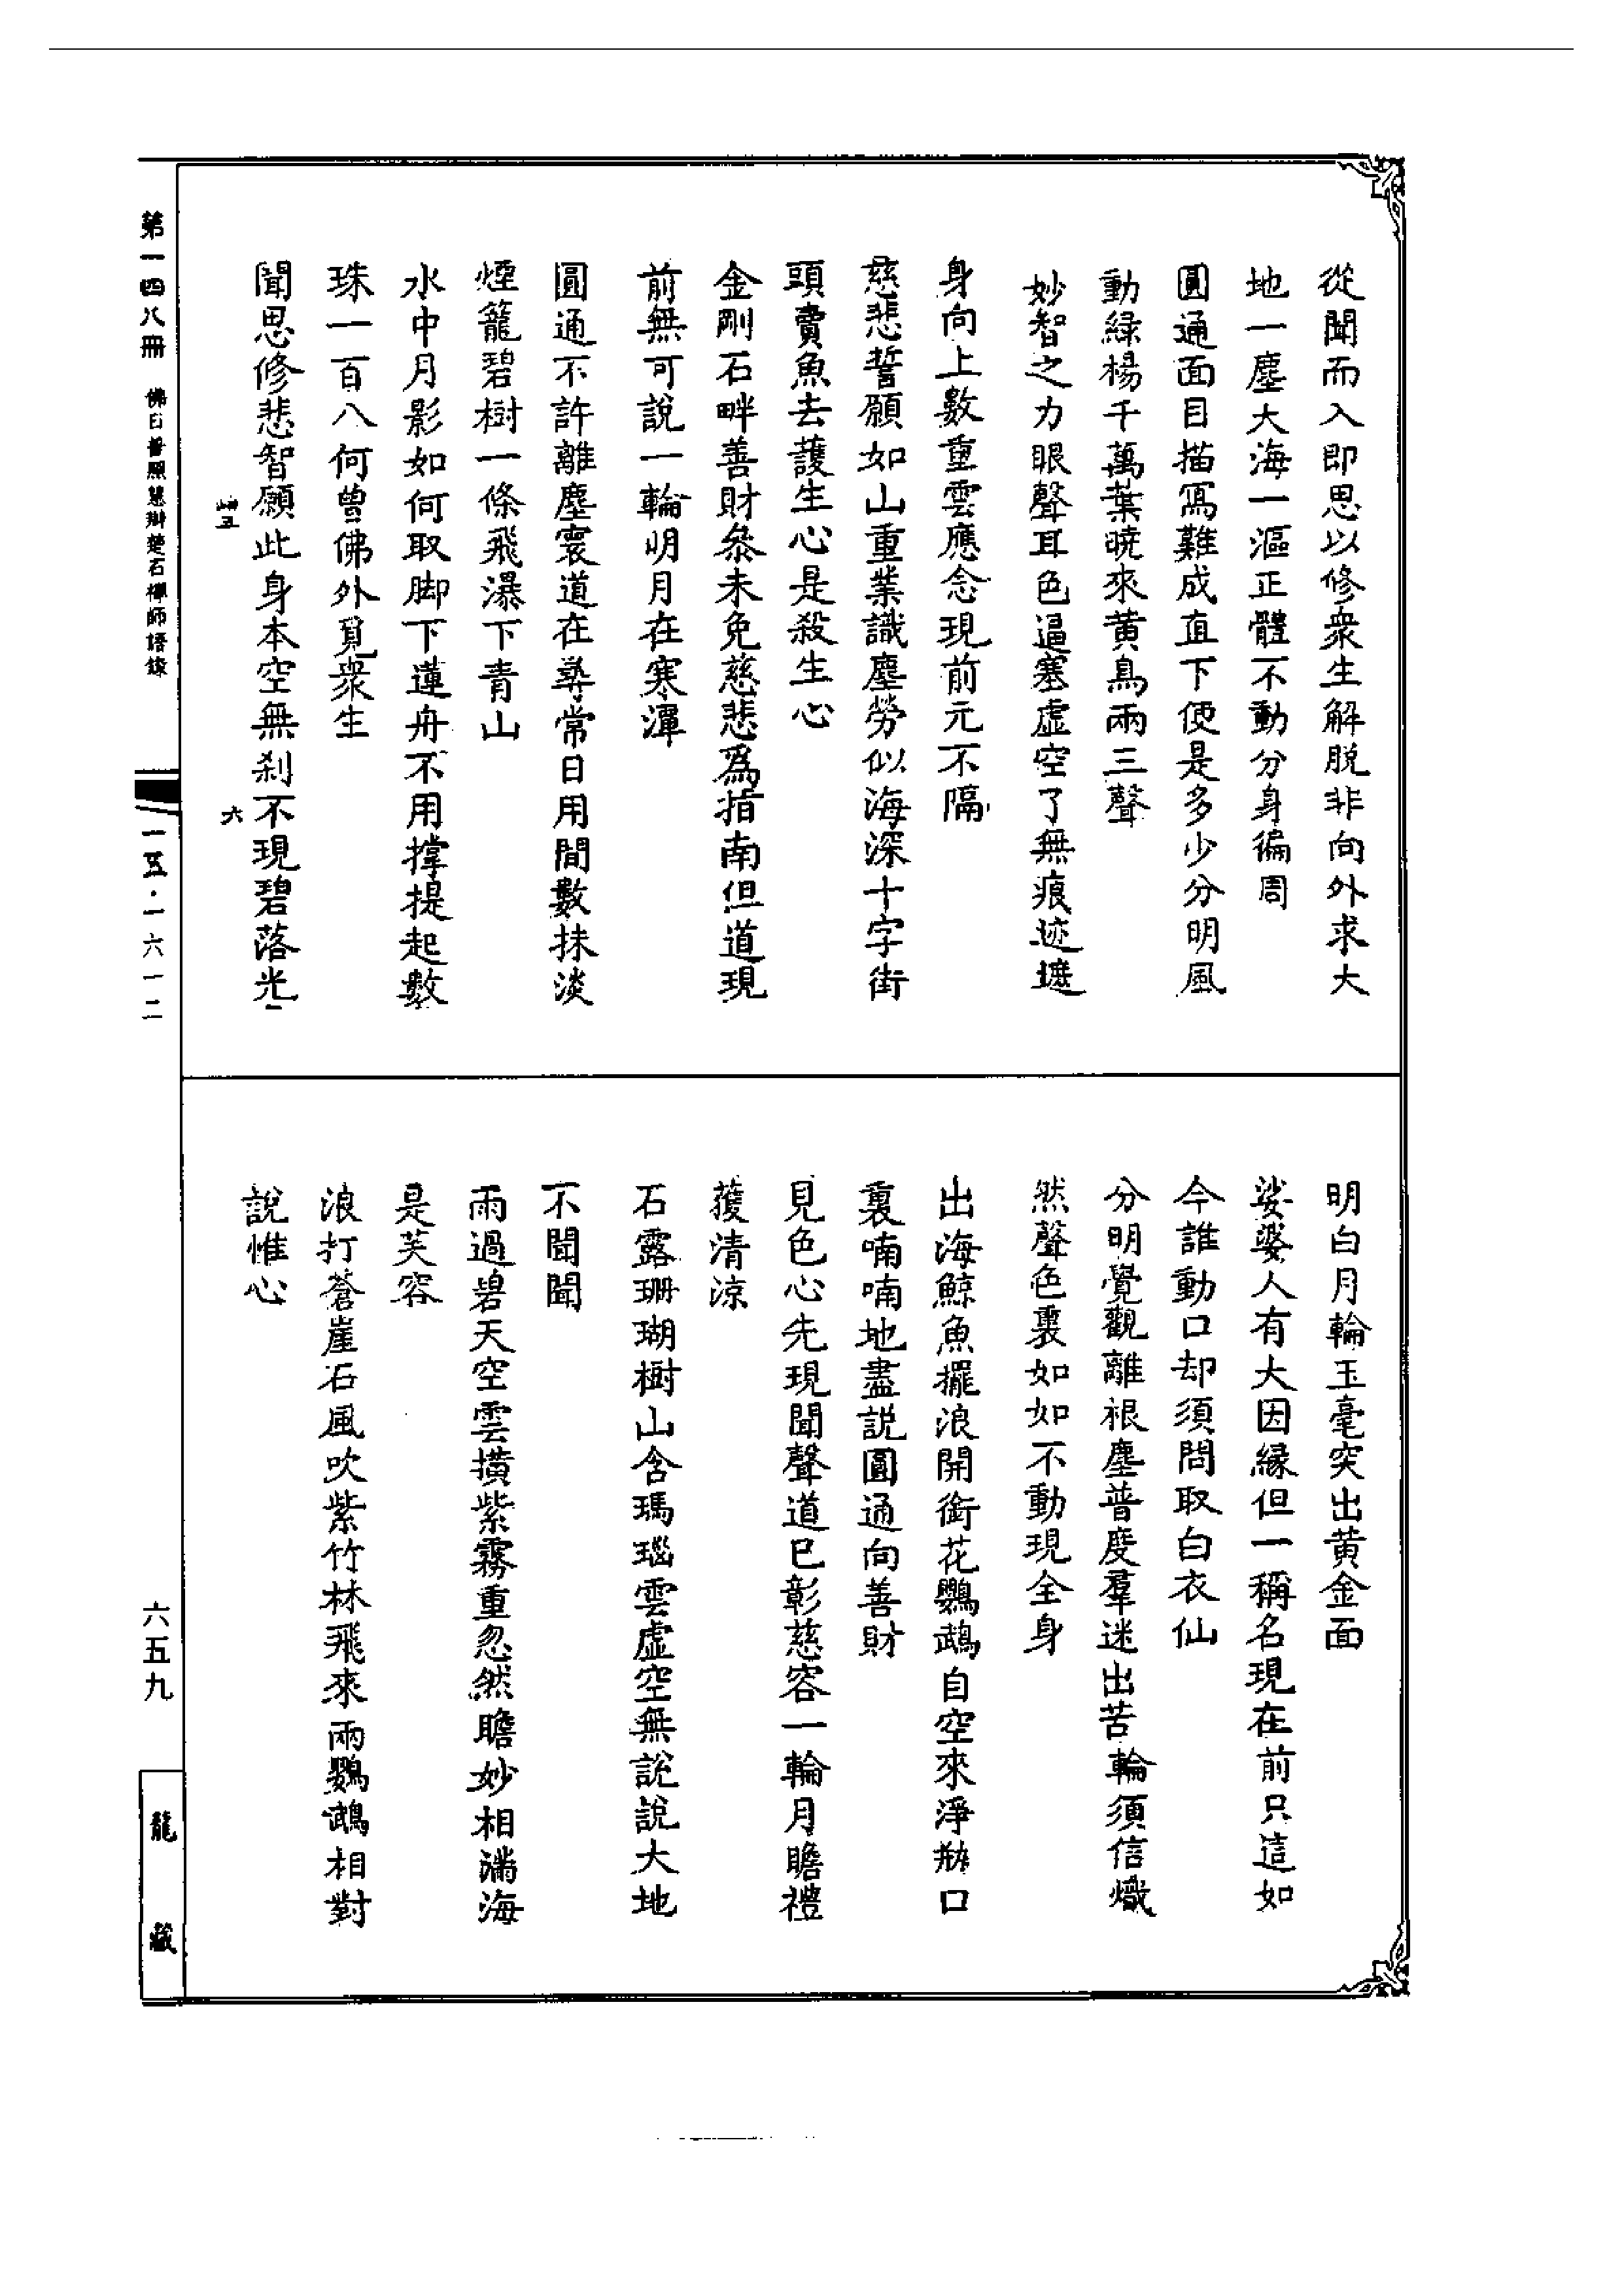 從聞而入即思以修衆生解脫非向外求大
地一塵大海一漚正體不動分身徧周
圓通面目描寫難成直下便是多少分明風
動緑楊千萬葉曉來黄鳥兩三聲
妙智之力眼聲耳色逼塞虛空了無痕迹遮
身向上數重雲應念現前元不隔
慈悲誓願如山重業識塵勞似海深十字街
頭賣魚去護生心是殺生心
金剛石畔善財叅未免慈悲爲指南但道現
前無可說一輪明月在寒潭
圓通不許離塵寰道在尋常日用間數抹淡
煙籠碧樹一條飛瀑下青山
水中月影如何取脚下蓮舟不用撐提起數
珠一百八何曾佛外覓衆生
聞思修悲智願此身本空無刹不現碧落光
明白月輪玉毫突出黄金面
娑婆人有大因緣但一稱名現在前只這如
今誰動口却須問取白衣仙
分明覺觀離根塵普度羣迷出苦輪須信熾
然聲色裏如如不動現全身
出海鯨魚擺浪開銜花鸚鵡自空來淨缾口
裏喃喃地盡説圓通向善財
見色心先現聞聲道已彰慈容一輪月瞻禮
獲清涼
石露珊瑚樹山含瑪瑙雲虛空無說說大地
不聞聞
雨過碧天空雲横紫霧重忽然瞻妙相滿海
是芙容
浪打蒼崖石風吹紫竹林飛來兩鸚鵡相對
說惟心
六
第一四八冊 佛日普照慧辯楚石禪師語錄
一五·一六一二
六五九
龍藏